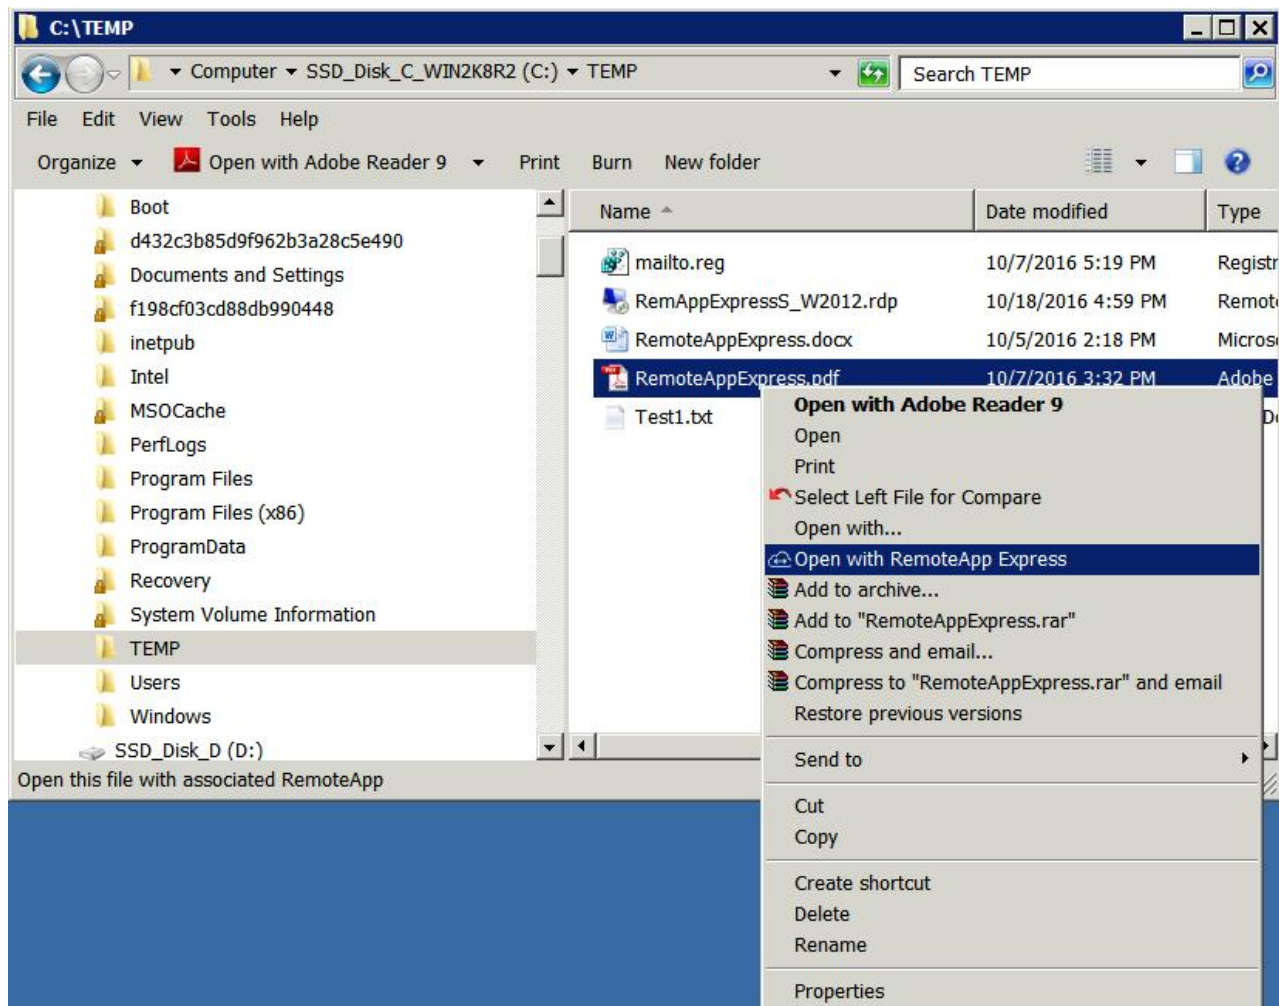 C:\TEMP
Computer SSD_Disk_C_WIN2K8R2 (C:) TEMP Search TEMP
File Edit View Tools Help
Organize Open with Adobe Reader 9 Print Burn New folder
Boot
d432c3b85d9f962b3a28c5e490
Documents and Settings
f198cf03cd88db990448
inetpub
Intel
MSOCache
PerfLogs
Program Files
Program Files (x86)
ProgramData
Recovery
System Volume Information
TEMP
Users
Windows
SSD_Disk_D (D:)
Name Date modified Type
mailto.reg 10/7/2016 5:19 PM Registr
RemAppExpressS_W2012.rdp 10/18/2016 4:59 PM Remot
RemoteAppExpress.docx 10/5/2016 2:18 PM Micros
RemoteAppExpress.pdf 10/7/2016 3:32 PM Adobe
Test1.txt
Open with Adobe Reader 9
Open
Print
Select Left File for Compare
Open with...
Open with RemoteApp Express
Add to archive...
Add to "RemoteAppExpress.rar"
Compress and email...
Compress to "RemoteAppExpress.rar" and email
Restore previous versions
Send to
Cut
Copy
Create shortcut
Delete
Rename
Properties
Open this file with associated RemoteApp